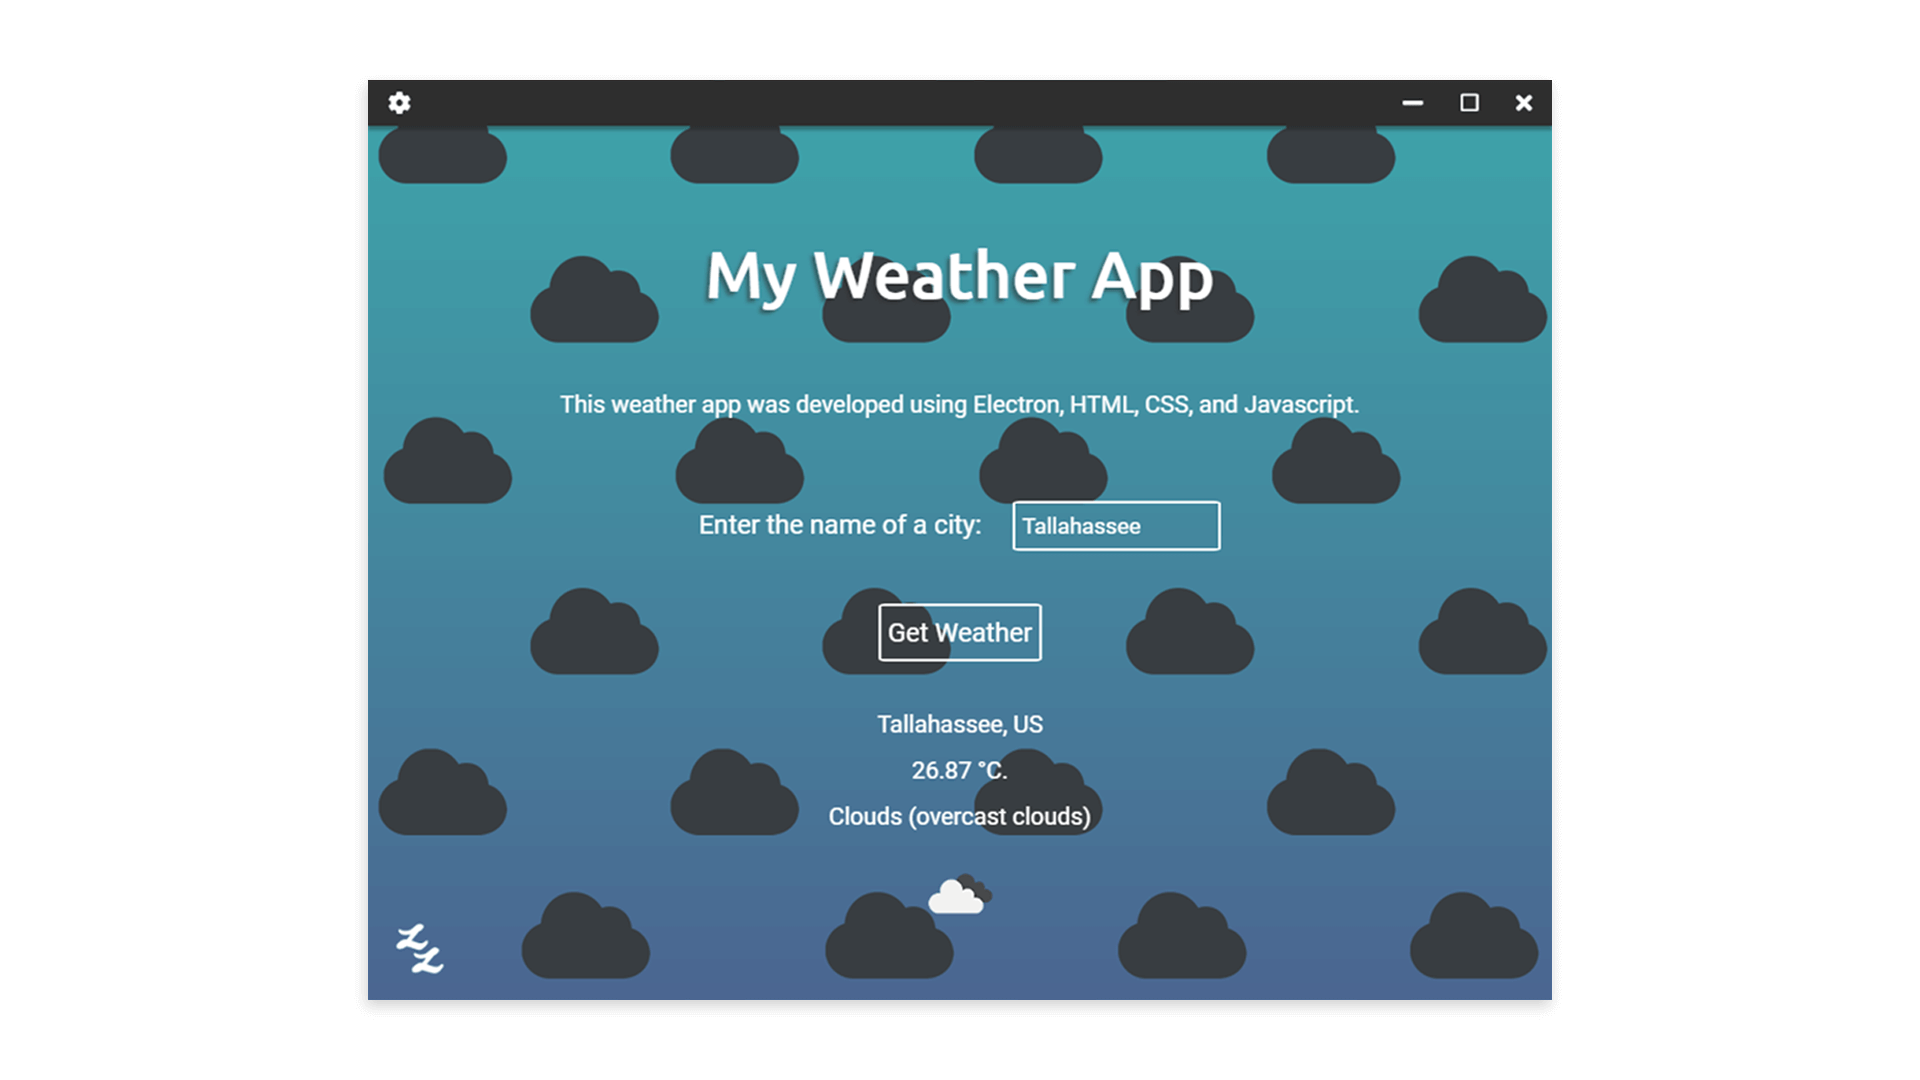 My Weather App
This weather app was developed using Electron, HTML, CSS, and Javascript.
Enter the name of a city: Tallahassee
Get Weather
Tallahassee, US
26.87 °C.
Clouds (overcast clouds)